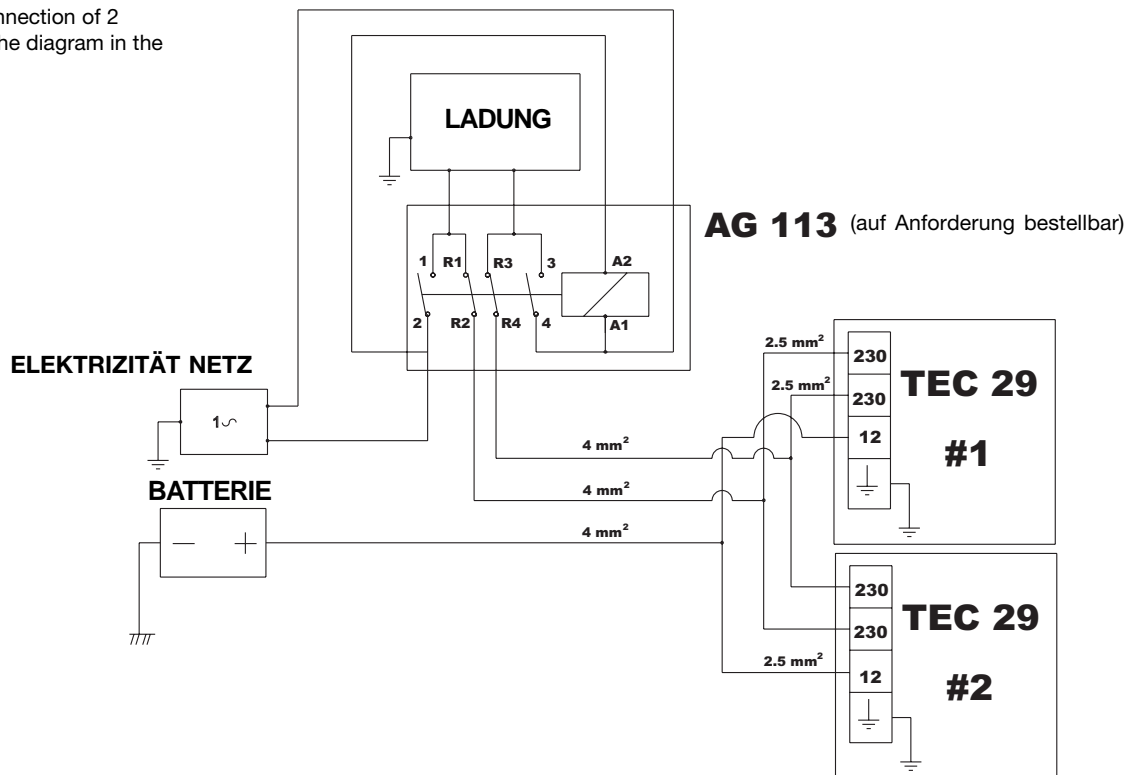 nnection of 2
he diagram in the
LADUNG
AG 113 (auf Anforderung bestellbar)
1 R1 R3 3 A2
2 R2 R4 4 A1
ELEKTRIZITÄT NETZ
1∿
BATTERIE
— +
2.5 mm²
2.5 mm²
4 mm²
4 mm²
4 mm²
230
230
12
TEC 29
#1
2.5 mm²
230
230
12
TEC 29
#2